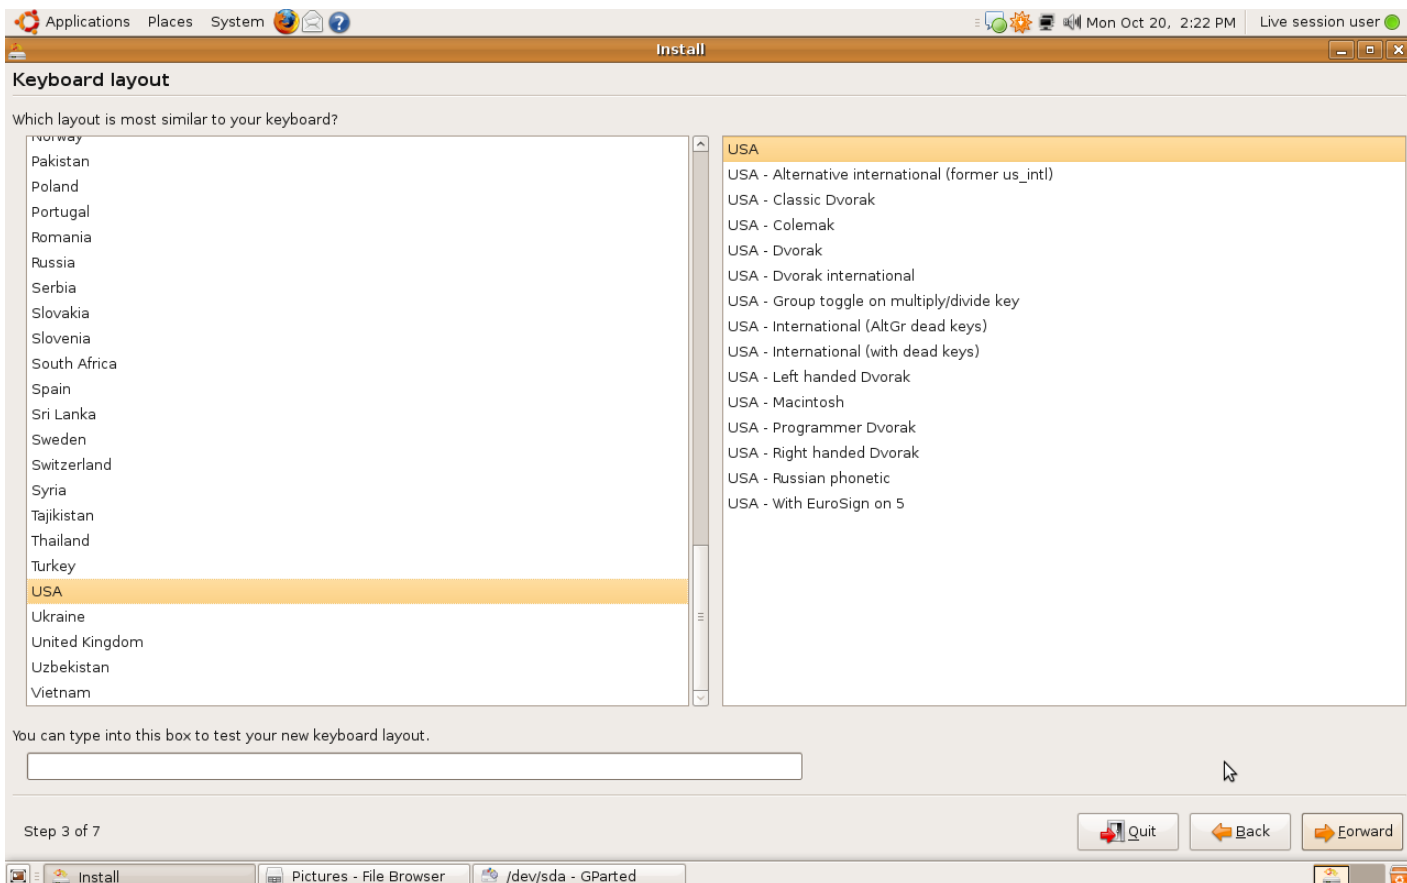 Applications Places System Mon Oct 20, 2:22 PM Live session user
Install
Keyboard layout
Which layout is most similar to your keyboard?
Norway
Pakistan
Poland
Portugal
Romania
Russia
Serbia
Slovakia
Slovenia
South Africa
Spain
Sri Lanka
Sweden
Switzerland
Syria
Tajikistan
Thailand
Turkey
USA
Ukraine
United Kingdom
Uzbekistan
Vietnam
USA
USA - Alternative international (former us_intl)
USA - Classic Dvorak
USA - Colemak
USA - Dvorak
USA - Dvorak international
USA - Group toggle on multiply/divide key
USA - International (AltGr dead keys)
USA - International (with dead keys)
USA - Left handed Dvorak
USA - Macintosh
USA - Programmer Dvorak
USA - Right handed Dvorak
USA - Russian phonetic
USA - With EuroSign on 5
You can type into this box to test your new keyboard layout.
Step 3 of 7
Quit Back Forward
Install Pictures - File Browser /dev/sda - GParted